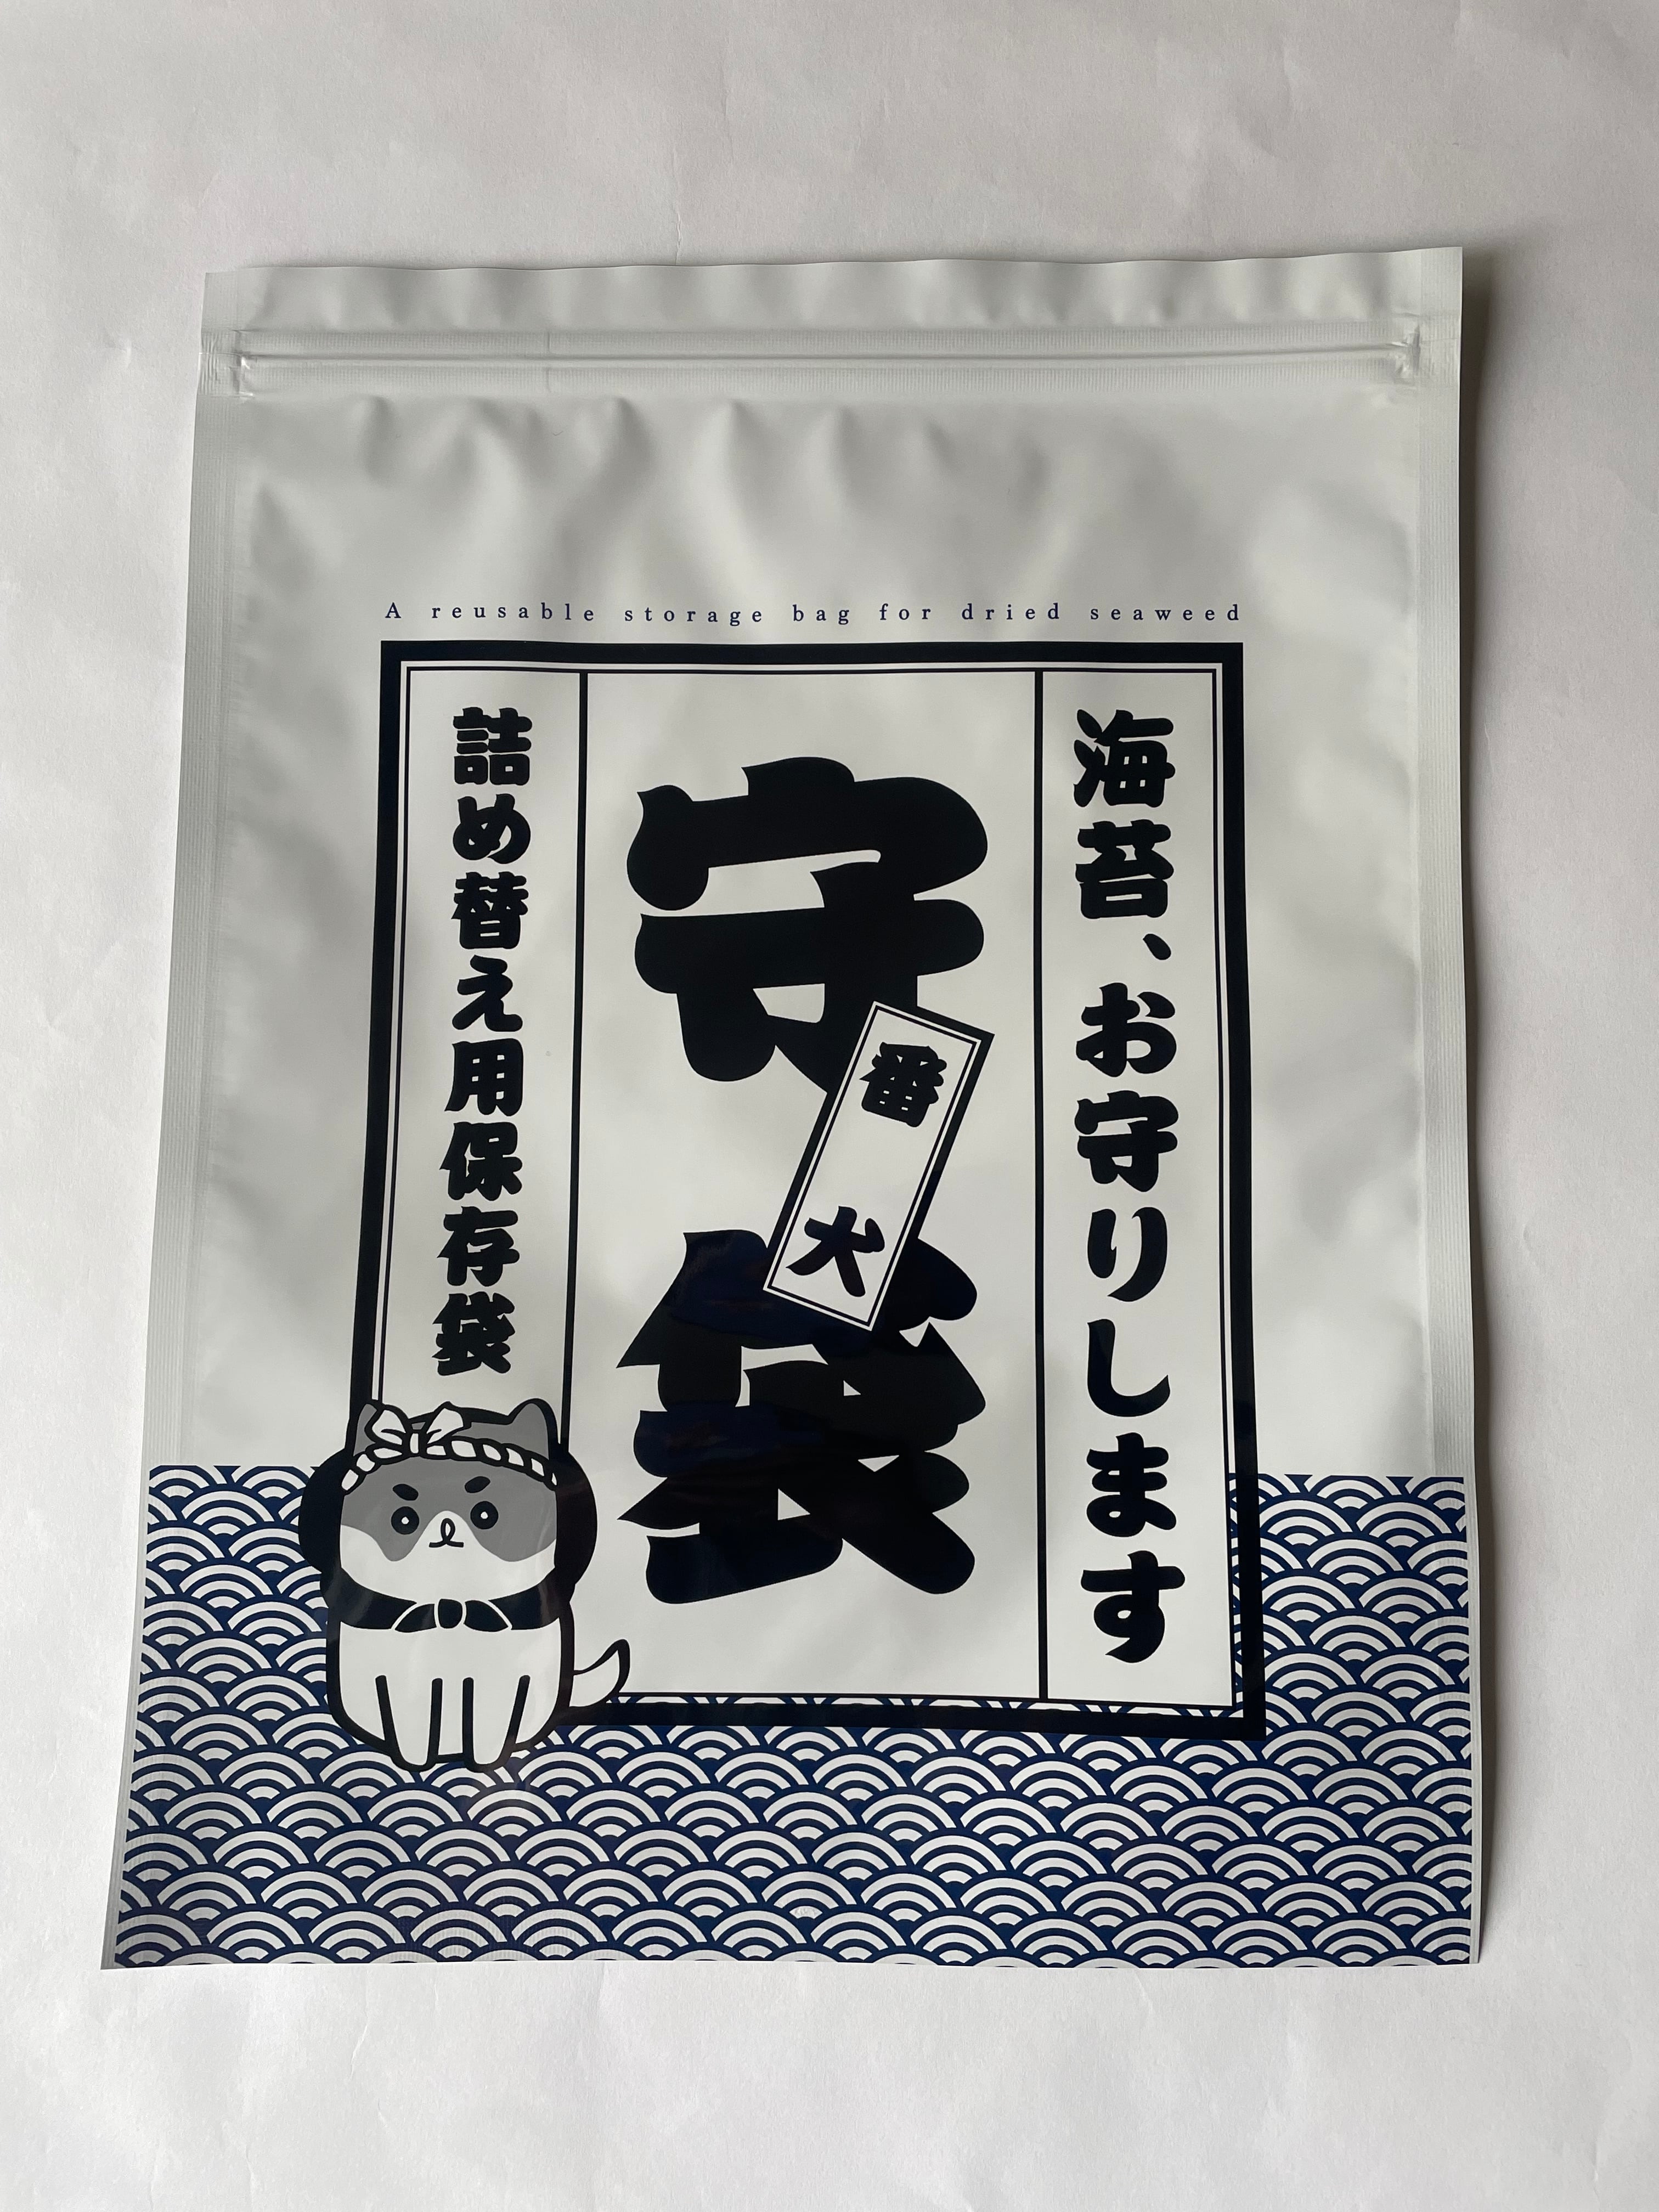 A reusable storage bag for dried seaweed
海苔、お守りします
守袋
番犬
詰め替え用保存袋